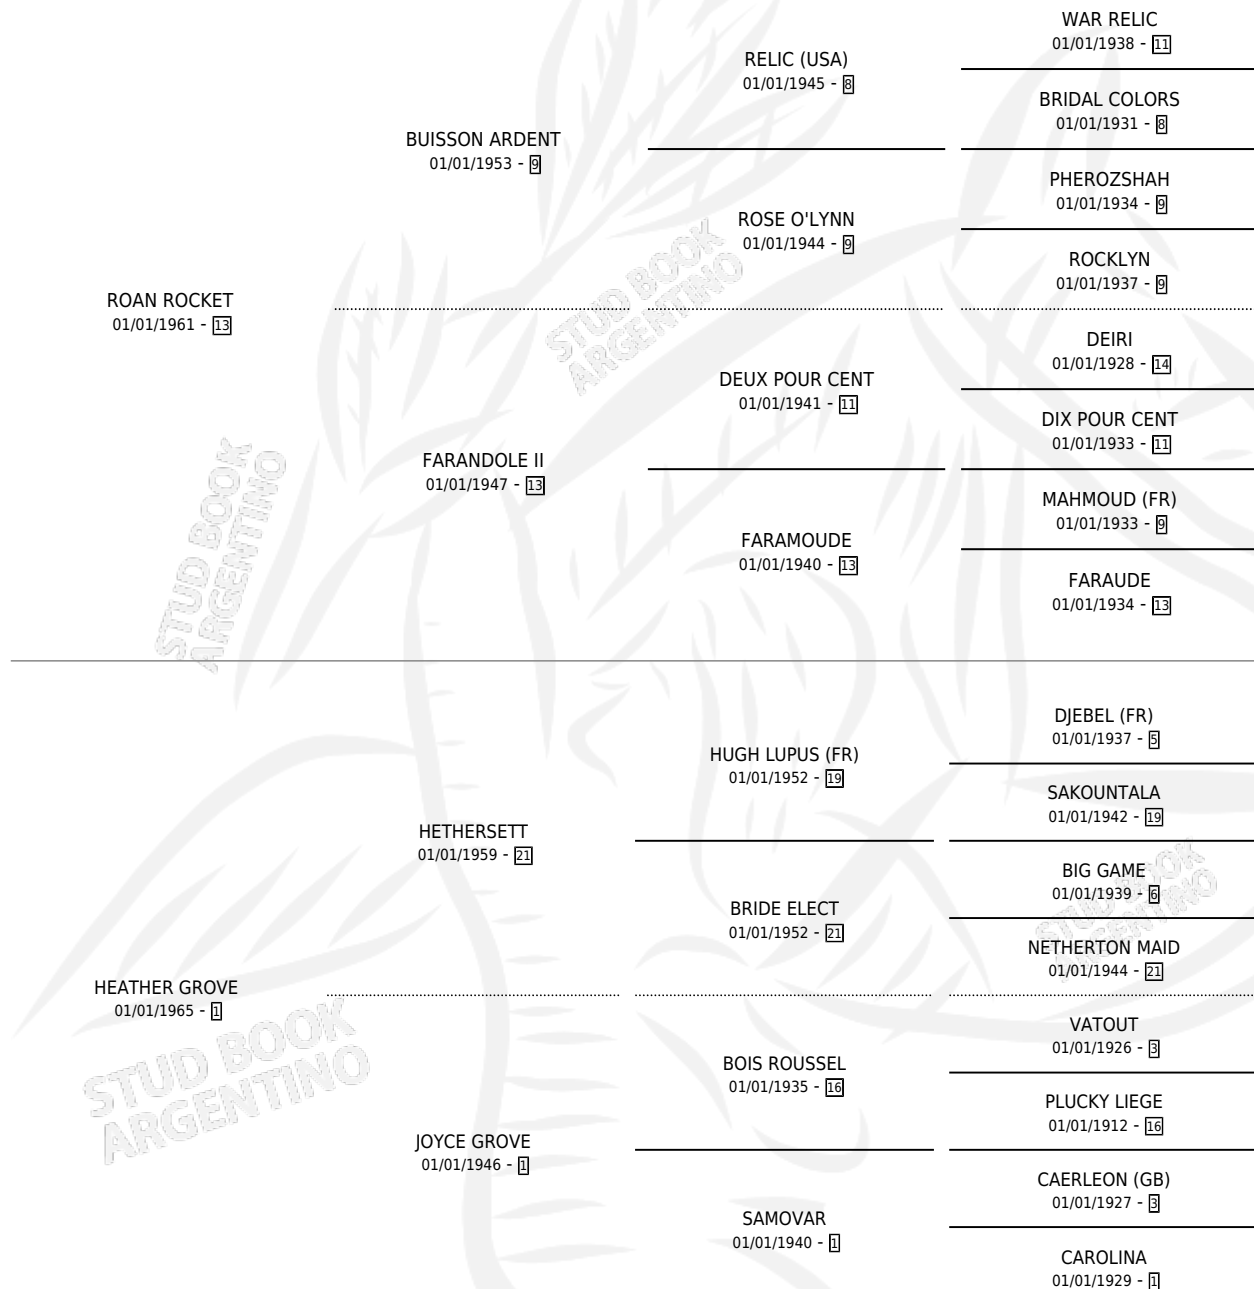 WAR RELIC
01/01/1938 - 11
RELIC (USA)
01/01/1945 - 8
BRIDAL COLORS
01/01/1931 - 8
BUISSON ARDENT
01/01/1953 - 9
PHEROZSHAH
01/01/1934 - 9
ROSE O'LYNN
01/01/1944 - 9
ROCKLYN
01/01/1937 - 9
ROAN ROCKET
01/01/1961 - 13
STUD BOOK
ARGENTINO
DEIRI
01/01/1928 - 14
DEUX POUR CENT
01/01/1941 - 11
DIX POUR CENT
01/01/1933 - 11
FARANDOLE II
01/01/1947 - 13
MAHMOUD (FR)
01/01/1933 - 9
FARAMOUDE
01/01/1940 - 13
FARAUDE
01/01/1934 - 13
STUD BOOK
ARGENTINO
DJEBEL (FR)
01/01/1937 - 5
HUGH LUPUS (FR)
01/01/1952 - 19
SAKOUNTALA
01/01/1942 - 19
HETHERSETT
01/01/1959 - 21
BIG GAME
01/01/1939 - 6
BRIDE ELECT
01/01/1952 - 21
STUD BOOK
ARGENTINO
NETHERTON MAID
01/01/1944 - 21
HEATHER GROVE
01/01/1965 - 1
VATOUT
01/01/1926 - 3
BOIS ROUSSEL
01/01/1935 - 16
PLUCKY LIEGE
01/01/1912 - 16
STUD BOOK
ARGENTINO
JOYCE GROVE
01/01/1946 - 1
CAERLEON (GB)
01/01/1927 - 3
SAMOVAR
01/01/1940 - 1
CAROLINA
01/01/1929 - 1